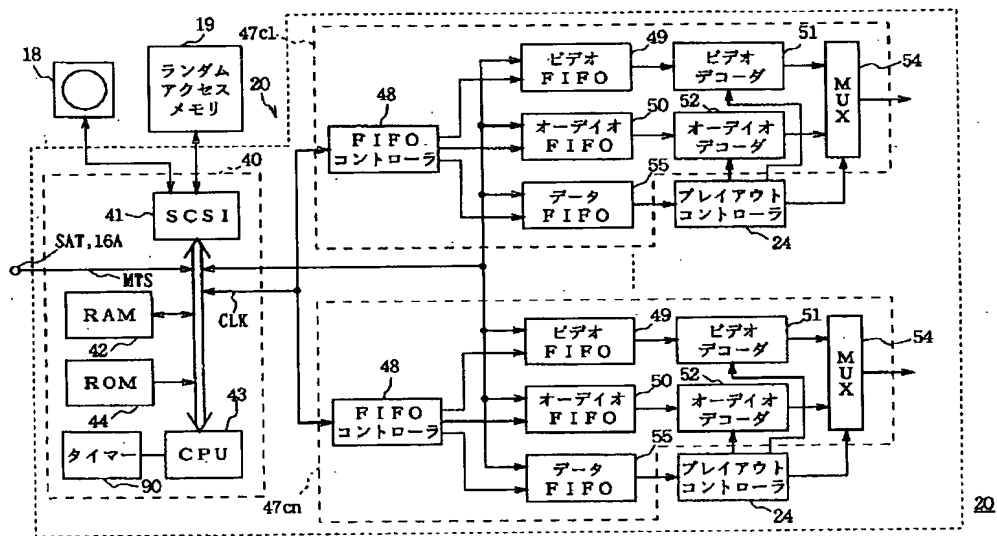 18
19
ランダム
アクセス
メモリ
20
40
41
SCSI
SAT,16A
MTS
CLK
RAM
42
ROM
44
43
タイマー
90
CPU
47c1
48
FIFO
コントローラ
ビデオ
FIFO
49
オーデイオ
FIFO
50
データ
FIFO
55
ビデオ
デコーダ
51
52
オーデイオ
デコーダ
プレイアウト
コントローラ
24
MUX
54
47cn
48
FIFO
コントローラ
ビデオ
FIFO
49
オーデイオ
FIFO
50
データ
FIFO
55
ビデオ
デコーダ
51
52
オーデイオ
デコーダ
プレイアウト
コントローラ
24
MUX
54
20